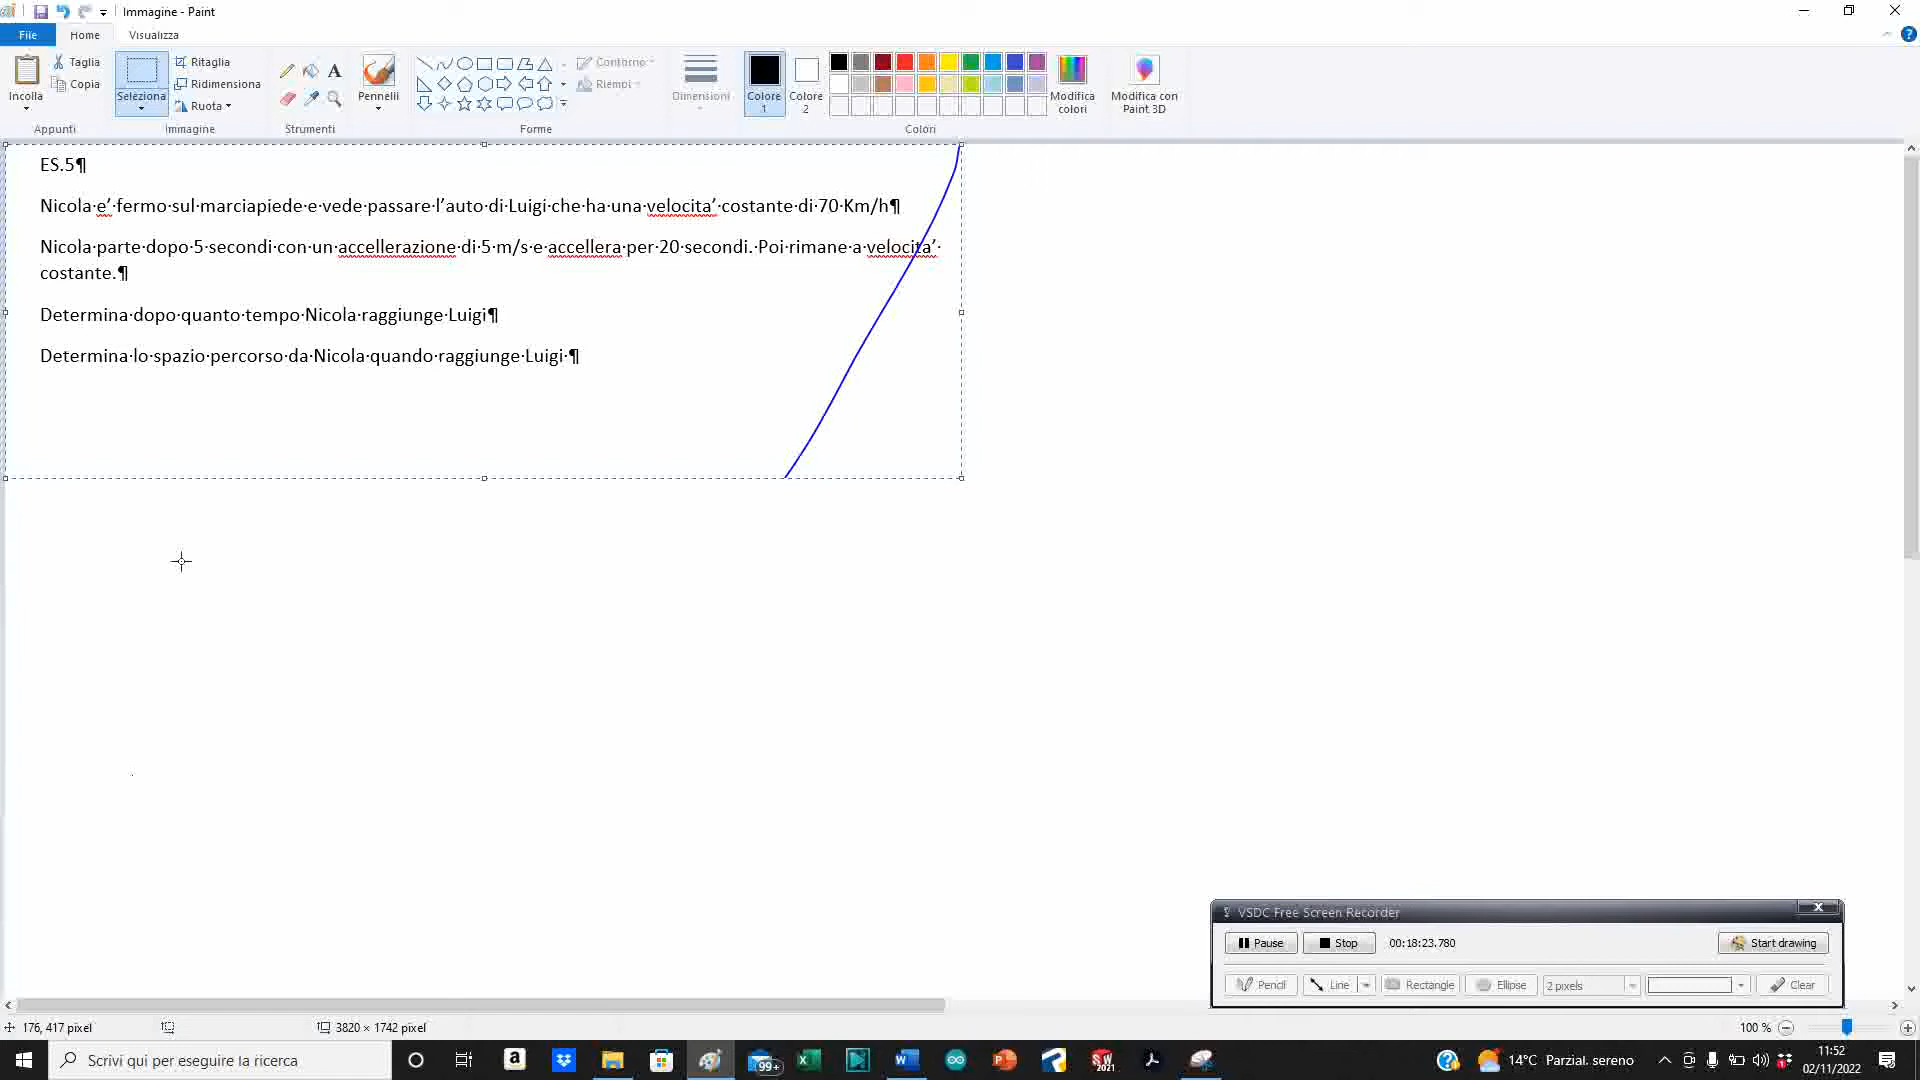 Immagine - Paint
File Home Visualizza
Incolla
Taglia
Copia
Appunti
Seleziona
Ritaglia
Ridimensiona
Ruota
Immagine
A
Strumenti
Pennelli
Contorno
Riempi
Forme
Dimensioni
Colore 1
Colore 2
Modifica colori
Colori
Modifica con Paint 3D
ES.5¶
Nicola·e’·fermo·sul·marciapiede·e·vede·passare·l’auto·di·Luigi·che·ha·una·velocita’·costante·di·70·Km/h¶
Nicola·parte·dopo·5·secondi·con·un·accellerazione·di·5·m/s·e·accellera·per·20·secondi.·Poi·rimane·a·velocita’·
costante.¶
Determina·dopo·quanto·tempo·Nicola·raggiunge·Luigi¶
Determina·lo·spazio·percorso·da·Nicola·quando·raggiunge·Luigi·¶
VSDC Free Screen Recorder
Pause Stop 00:18:23.780 Start drawing
Pencil Line Rectangle Ellipse 2 pixels Clear
176, 417 pixel 3820 × 1742 pixel 100 %
Scrivi qui per eseguire la ricerca
99+
SW 2021
14°C Parzial. sereno
11:52
02/11/2022